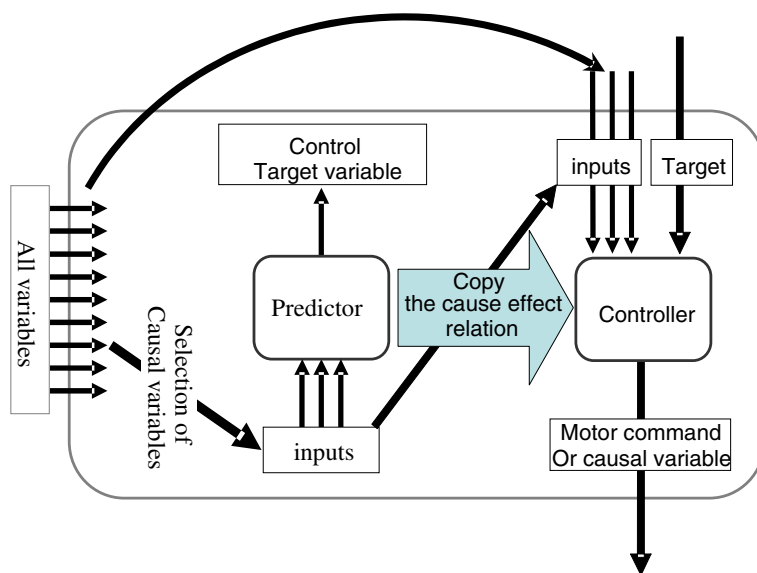 Control
Target variable
inputs
Target
All variables
Predictor
Copy
the cause effect
relation
Controller
Selection of
Causal variables
inputs
Motor command
Or causal variable